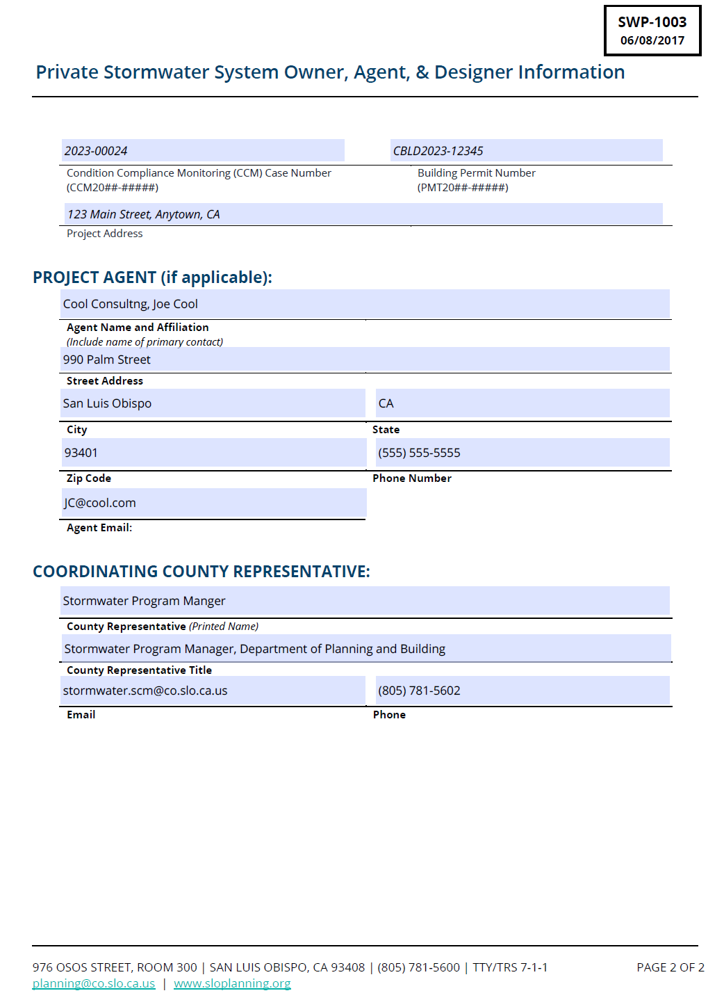 SWP-1003
06/08/2017
Private Stormwater System Owner, Agent, & Designer Information
2023-00024 CBLD2023-12345
Condition Compliance Monitoring (CCM) Case Number Building Permit Number
(CCM20##-#####) (PMT20##-#####)
123 Main Street, Anytown, CA
Project Address
PROJECT AGENT (if applicable):
Cool Consultng, Joe Cool
Agent Name and Affiliation
(Include name of primary contact)
990 Palm Street
Street Address
San Luis Obispo CA
City State
93401 (555) 555-5555
Zip Code Phone Number
JC@cool.com
Agent Email:
COORDINATING COUNTY REPRESENTATIVE:
Stormwater Program Manger
County Representative (Printed Name)
Stormwater Program Manager, Department of Planning and Building
County Representative Title
stormwater.scm@co.slo.ca.us (805) 781-5602
Email Phone
976 OSOS STREET, ROOM 300 | SAN LUIS OBISPO, CA 93408 | (805) 781-5600 | TTY/TRS 7-1-1 PAGE 2 OF 2
planning@co.slo.ca.us | www.sloplanning.org